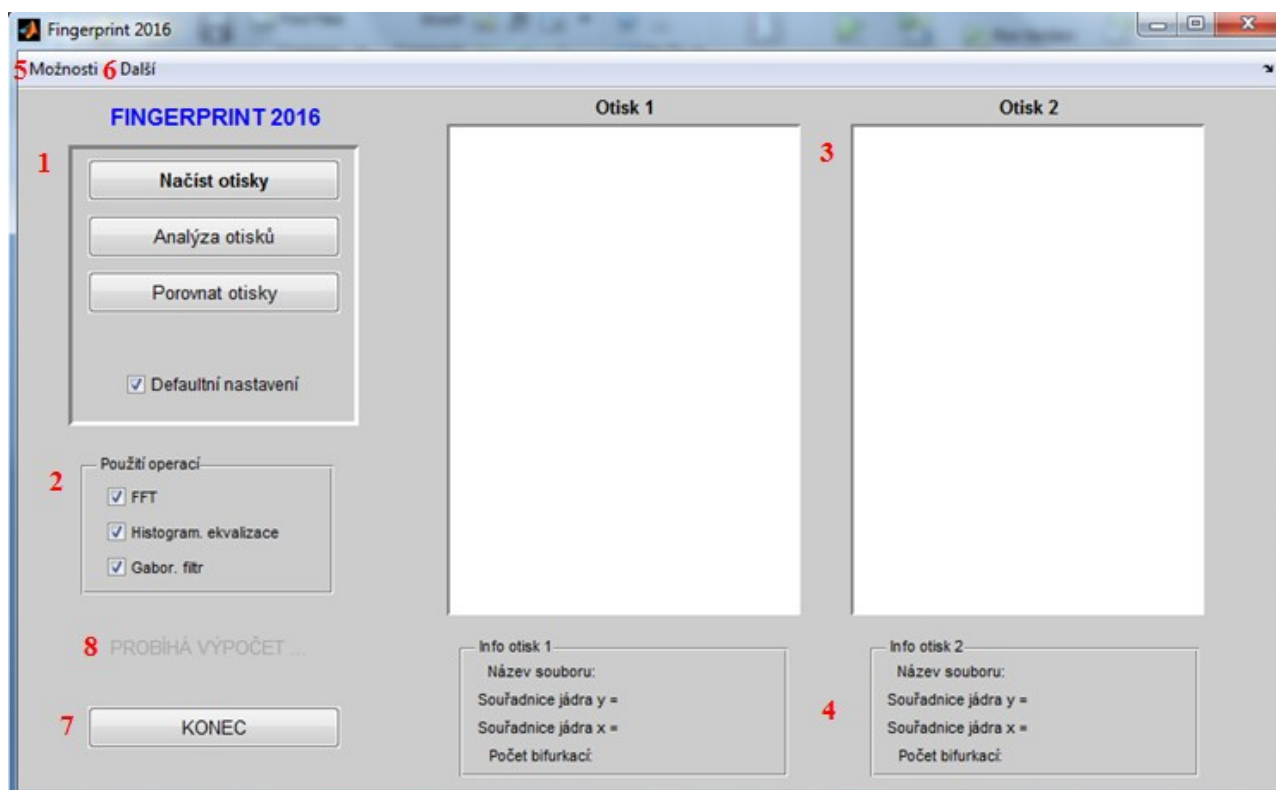 Fingerprint 2016
5 Možnosti 6 Další
FINGERPRINT 2016
1
Načíst otisky
Analýza otisků
Porovnat otisky
Defaultní nastavení
2
Použití operací
FFT
Histogram. ekvalizace
Gabor. filtr
8 PROBÍHÁ VÝPOČET ...
7 KONEC
Otisk 1
Info otisk 1
Název souboru:
Souřadnice jádra y =
Souřadnice jádra x =
Počet bifurkací:
Otisk 2
3
4
Info otisk 2
Název souboru:
Souřadnice jádra y =
Souřadnice jádra x =
Počet bifurkací: